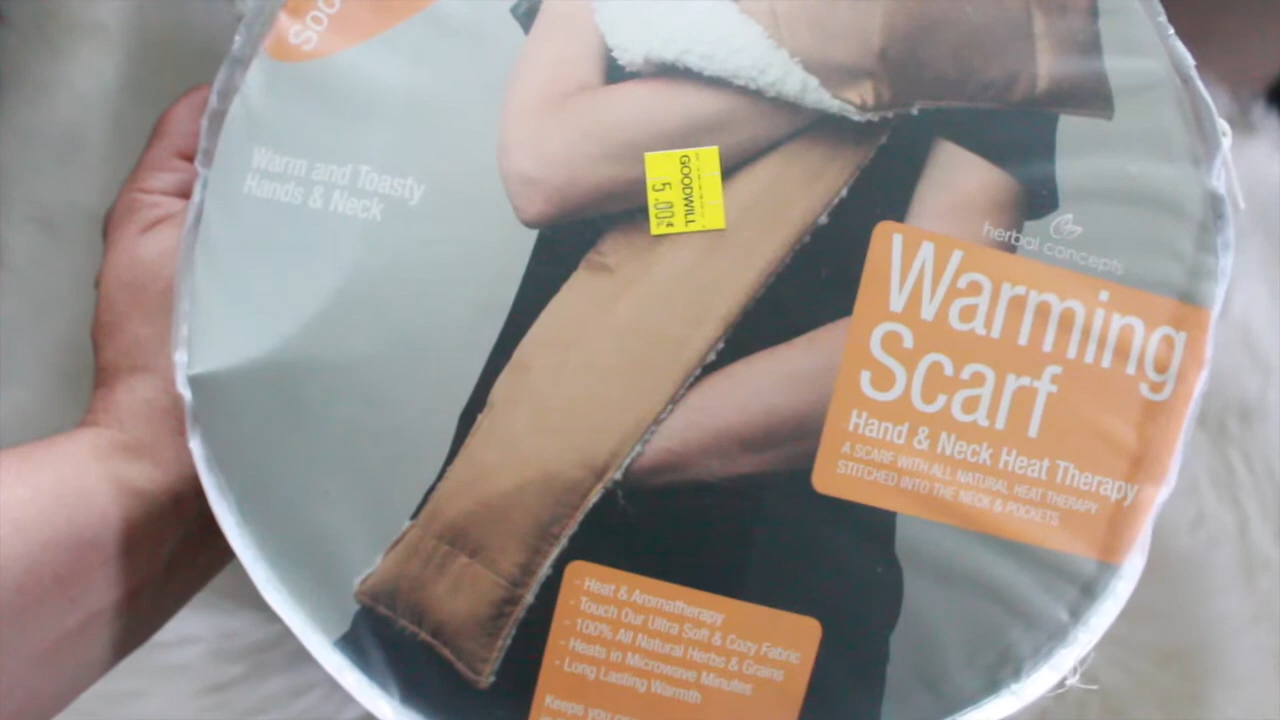 Soo
Warm and Toasty
Hands & Neck
GOODWILL
5.00
herbal concepts
Warming
Scarf
Hand & Neck Heat Therapy
A SCARF WITH ALL NATURAL HEAT THERAPY
STITCHED INTO THE NECK & POCKETS
- Heat & Aromatherapy
- Touch Our Ultra Soft & Cozy Fabric
- 100% All Natural Herbs & Grains
- Heats in Microwave Minutes
- Long Lasting Warmth
Keeps you